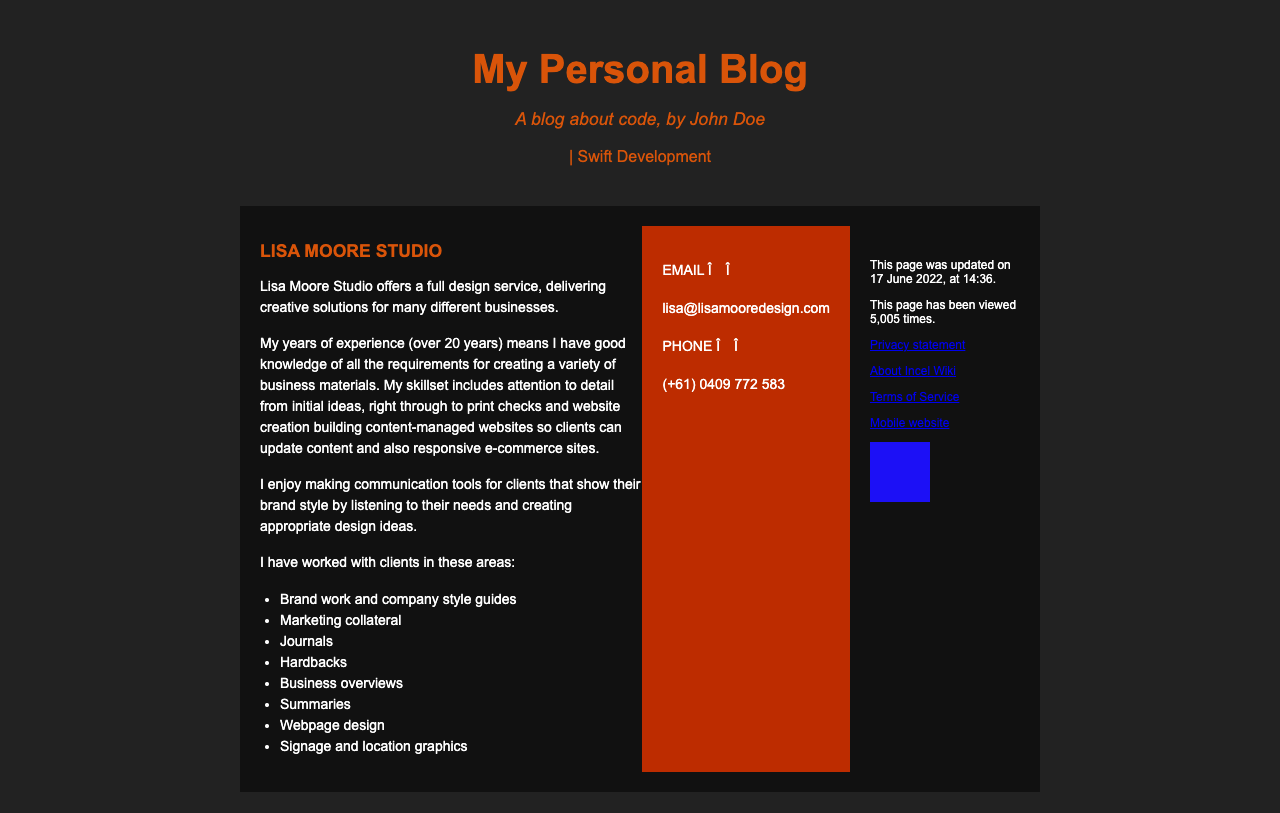 My Personal Blog
A blog about code, by John Doe
| Swift Development
LISA MOORE STUDIO
Lisa Moore Studio offers a full design service, delivering
creative solutions for many different businesses.
My years of experience (over 20 years) means I have good
knowledge of all the requirements for creating a variety of
business materials. My skillset includes attention to detail
from initial ideas, right through to print checks and website
creation building content-managed websites so clients can
update content and also responsive e-commerce sites.
I enjoy making communication tools for clients that show their
brand style by listening to their needs and creating
appropriate design ideas.
I have worked with clients in these areas:
• Brand work and company style guides
• Marketing collateral
• Journals
• Hardbacks
• Business overviews
• Summaries
• Webpage design
• Signage and location graphics
EMAIL
lisa@lisamooredesign.com
PHONE
(+61) 0409 772 583
This page was updated on
17 June 2022, at 14:36.
This page has been viewed
5,005 times.
Privacy statement
About Incel Wiki
Terms of Service
Mobile website